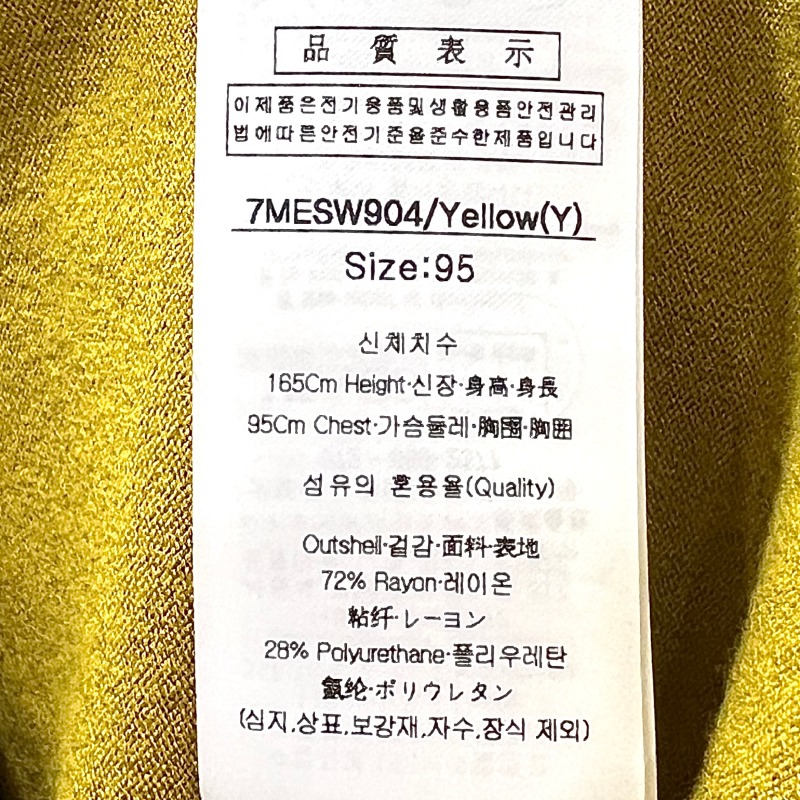 品質表示
이제품은전기용품및생활용품안전관리
법에따른안전기준을준수한제품입니다
7MESW904/Yellow(Y)
Size:95
신체치수
165Cm Height·신장·身高·身長
95Cm Chest·가슴둘레·胸围·胸囲
섬유의 혼용율(Quality)
Outshell·겉감·面料·表地
72% Rayon·레이온
粘纤·レーヨン
28% Polyurethane·폴리우레탄
氨纶·ポリウレタン
(심지,상표,보강재,자수,장식 제외)